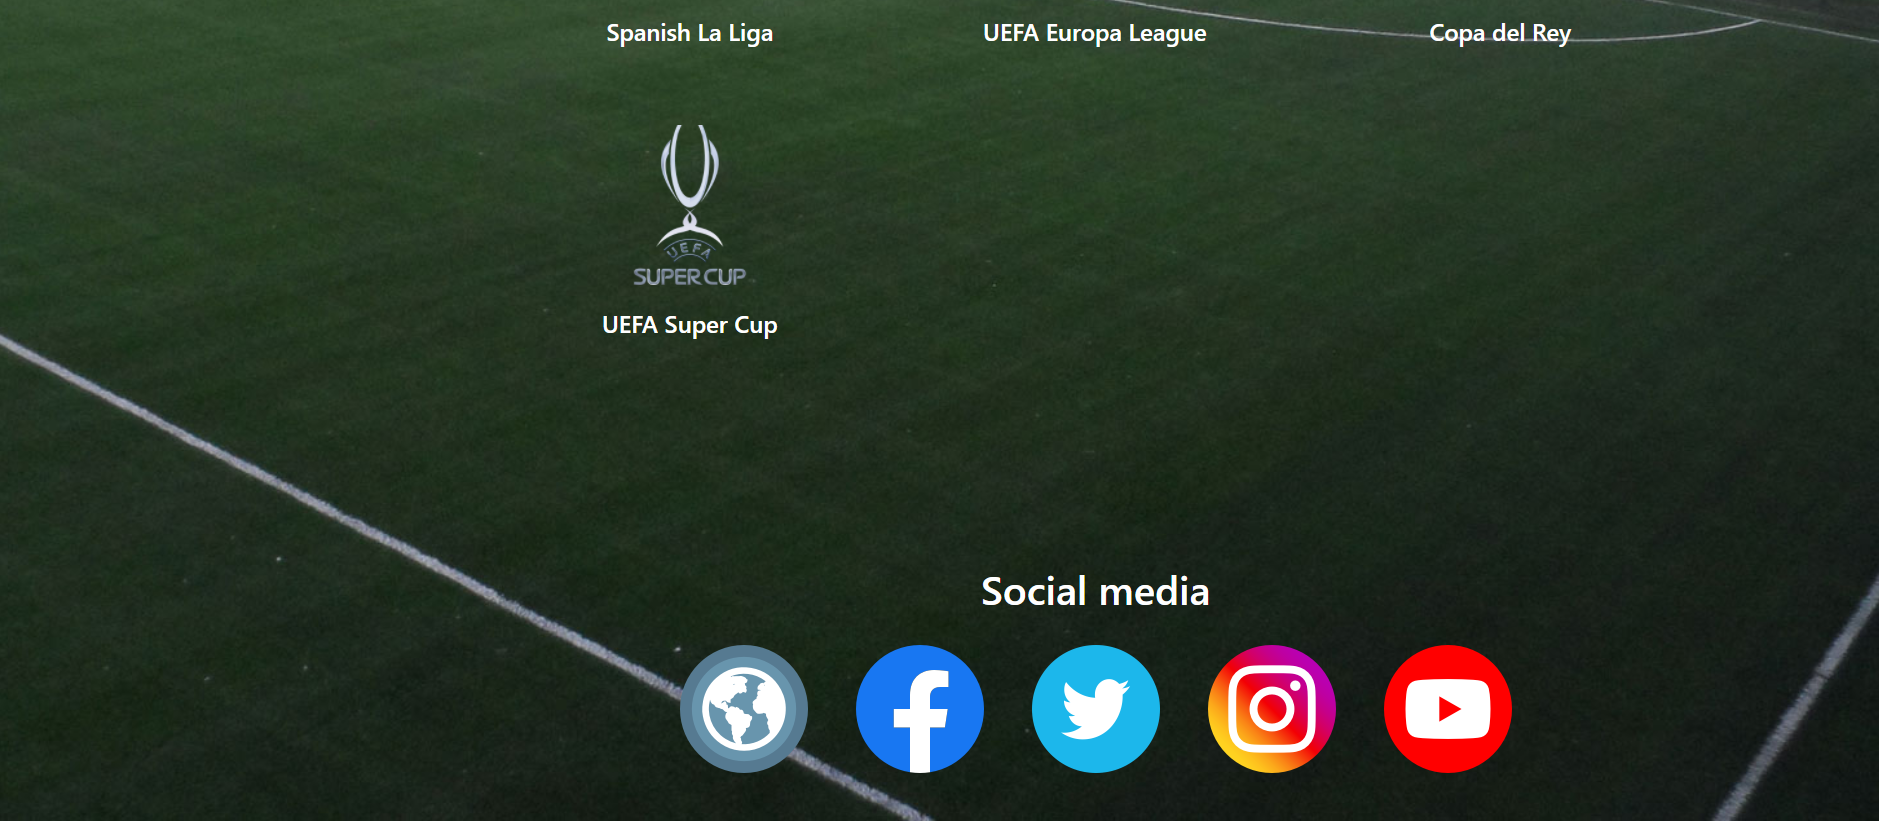 Spanish La Liga
UEFA Europa League
Copa del Rey
UEFA
SUPER CUP
UEFA Super Cup
Social media